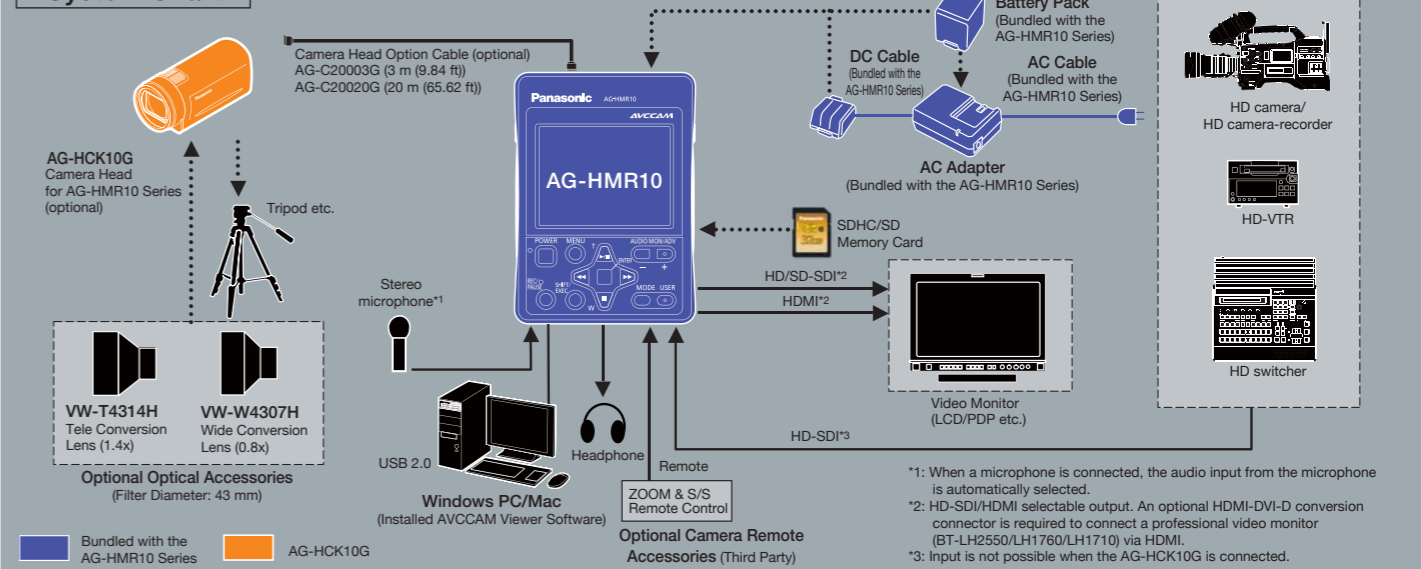 Camera Head Option Cable (optional)
AG-C20003G (3 m (9.84 ft))
AG-C20020G (20 m (65.62 ft))
AG-HCK10G
Camera Head
for AG-HMR10 Series
(optional)
Tripod etc.
VW-T4314H
Tele Conversion
Lens (1.4x)
VW-W4307H
Wide Conversion
Lens (0.8x)
Optional Optical Accessories
(Filter Diameter: 43 mm)
Bundled with the
AG-HMR10 Series
AG-HCK10G
Panasonic AG-HMR10
AVCCAM
AG-HMR10
POWER
MENU
T
AUDIO MON/ADV
ENTER
− +
REC/
PAUSE
SHIFT/
EXEC
W
MODE USER
Stereo
microphone*1
USB 2.0
Windows PC/Mac
(Installed AVCCAM Viewer Software)
Headphone
Remote
ZOOM & S/S
Remote Control
Optional Camera Remote
Accessories (Third Party)
Battery Pack
(Bundled with the
AG-HMR10 Series)
DC Cable
(Bundled with the
AG-HMR10 Series)
AC Cable
(Bundled with the
AG-HMR10 Series)
AC Adapter
(Bundled with the AG-HMR10 Series)
Panasonic
SDHC/SD
Memory Card
HD/SD-SDI*2
HDMI*2
Video Monitor
(LCD/PDP etc.)
HD-SDI*3
HD camera/
HD camera-recorder
HD-VTR
HD switcher
*1: When a microphone is connected, the audio input from the microphone
is automatically selected.
*2: HD-SDI/HDMI selectable output. An optional HDMI-DVI-D conversion
connector is required to connect a professional video monitor
(BT-LH2550/LH1760/LH1710) via HDMI.
*3: Input is not possible when the AG-HCK10G is connected.